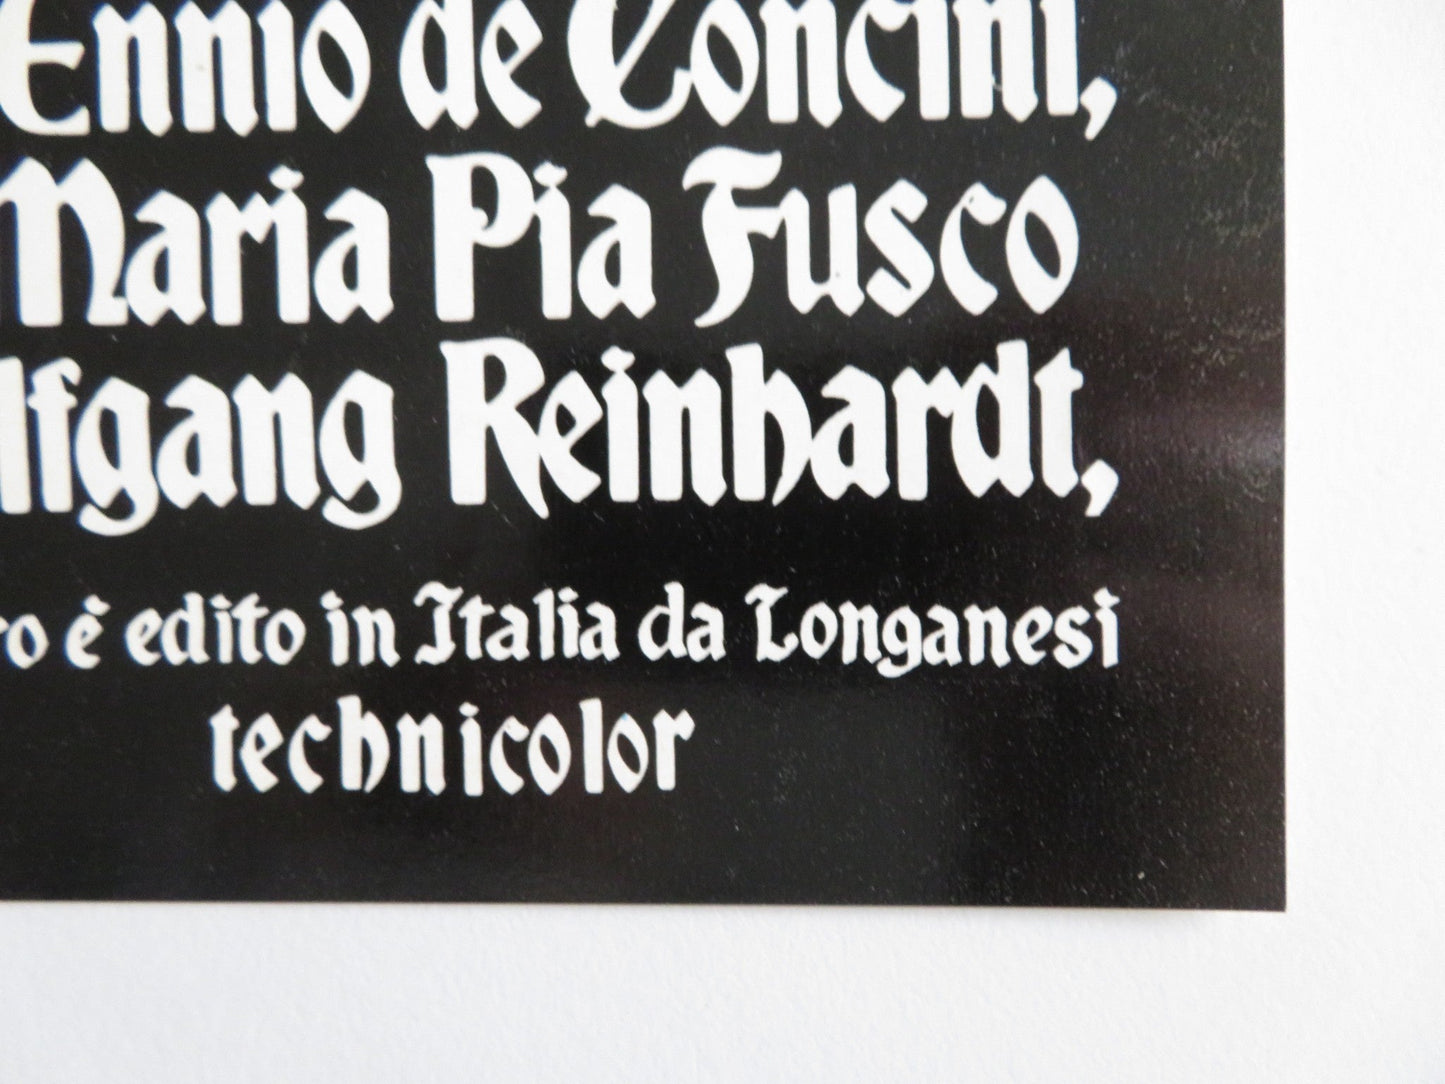 Ennio de Concini,
Maria Pia Fusco
lfgang Reinhardt,
ro è edito in Italia da Longanesi
technicolor